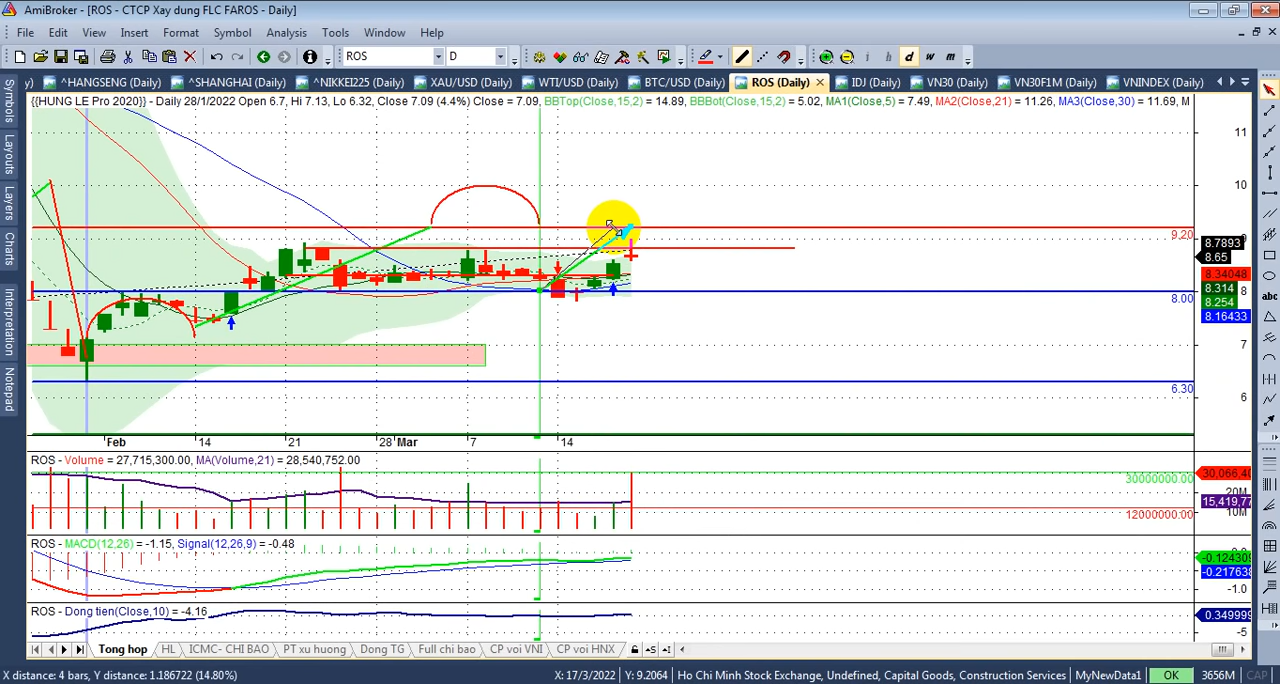 AmiBroker - [ROS - CTCP Xay dung FLC FAROS - Daily]
File Edit View Insert Format Symbol Analysis Tools Window Help
ROS D i h d w m
^HANGSENG (Daily) ^SHANGHAI (Daily) ^NIKKEI225 (Daily) XAU/USD (Daily) WTI/USD (Daily) BTC/USD (Daily) ROS (Daily) IDJ (Daily) VN30 (Daily) VN30F1M (Daily) VNINDEX (Daily)
Symbols
Layouts
Layers
Charts
Interpretation
Notepad
{{HUNG LE Pro 2020}} - Daily 28/1/2022 Open 6.7, Hi 7.13, Lo 6.32, Close 7.09 (4.4%) Close = 7.09, BBTop(Close,15,2) = 14.89, BBBot(Close,15,2) = 5.02, MA1(Close,5) = 7.49, MA2(Close,21) = 11.26, MA3(Close,30) = 11.69, M
11
10
9.20
8.7893
8.65
8.34048
8.314
8
8.254
8.00
8.16433
7
6.30
6
abc
Feb 14 21 28 Mar 7 14
ROS - Volume = 27,715,300.00, MA(Volume,21) = 28,540,752.00
30,066,40
30000000.00
20M
15,419,77
10M
12000000.00
ROS - MACD(12,26) = -1.15, Signal(12,26,9) = -0.48
-0.124309
-0.217638
-1.0
ROS - Dong tien(Close,10) = -4.16
0.349999
-5
Tong hop HL ICMC- CHI BAO PT xu huong Dong TG Full chi bao CP voi VNI CP voi HNX
X distance: 4 bars, Y distance: 1.186722 (14.80%) X: 17/3/2022 Y: 9.2064 Ho Chi Minh Stock Exchange, Undefined, Capital Goods, Construction Services MyNewData1 OK 3656M CAP